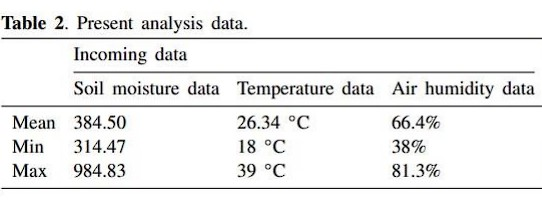 Table 2. Present analysis data.
Incoming data
Soil moisture data Temperature data Air humidity data
Mean 384.50 26.34 °C 66.4%
Min 314.47 18 °C 38%
Max 984.83 39 °C 81.3%